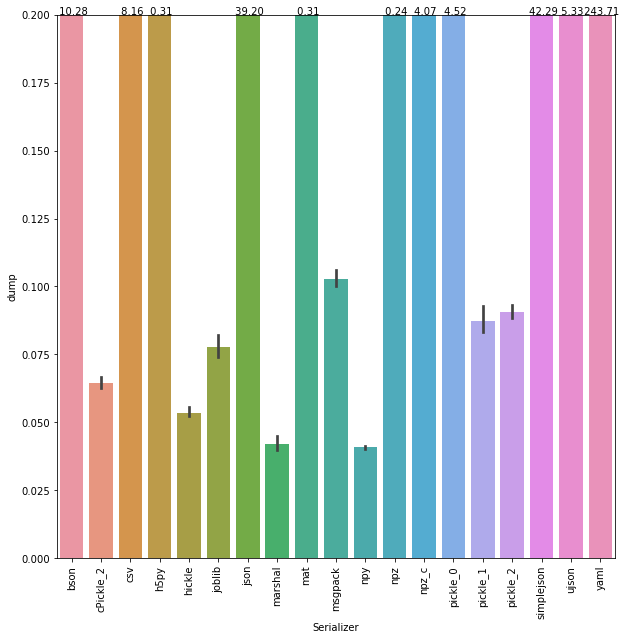 10.28 8.16 0.31 39.20 0.31 0.24 4.07 4.52 42.29 5.33 243.71
0.200
0.175
0.150
0.125
0.100
0.075
0.050
0.025
0.000
dump
bson
cPickle_2
csv
h5py
hickle
joblib
json
marshal
mat
msgpack
npy
npz
npz_c
pickle_0
pickle_1
pickle_2
simplejson
ujson
yaml
Serializer